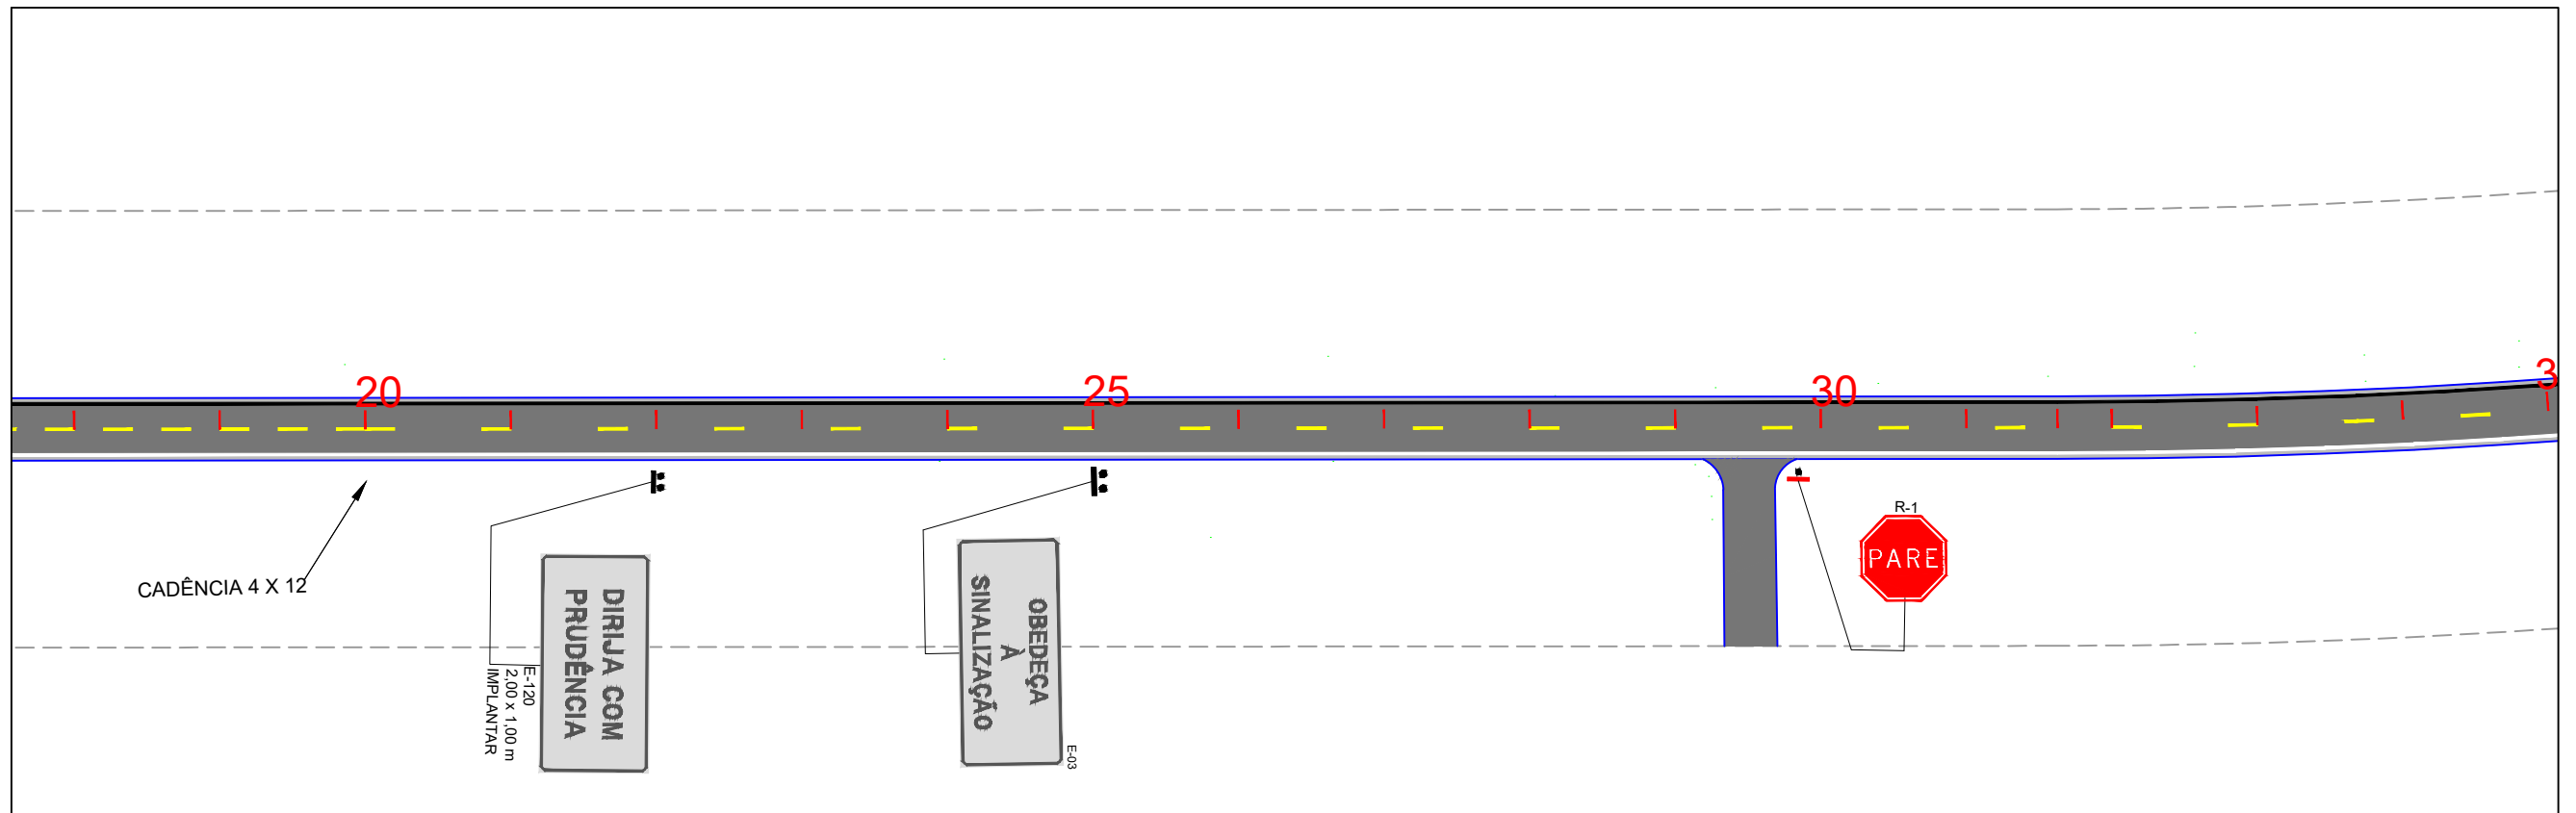 20
25
30
3
CADÊNCIA 4 X 12
E-120
2,00 x 1,00 m
IMPLANTAR
DIRIJA COM
PRUDÊNCIA
OBEDEÇA
À
SINALIZAÇÃO
E-03
R-1
PARE